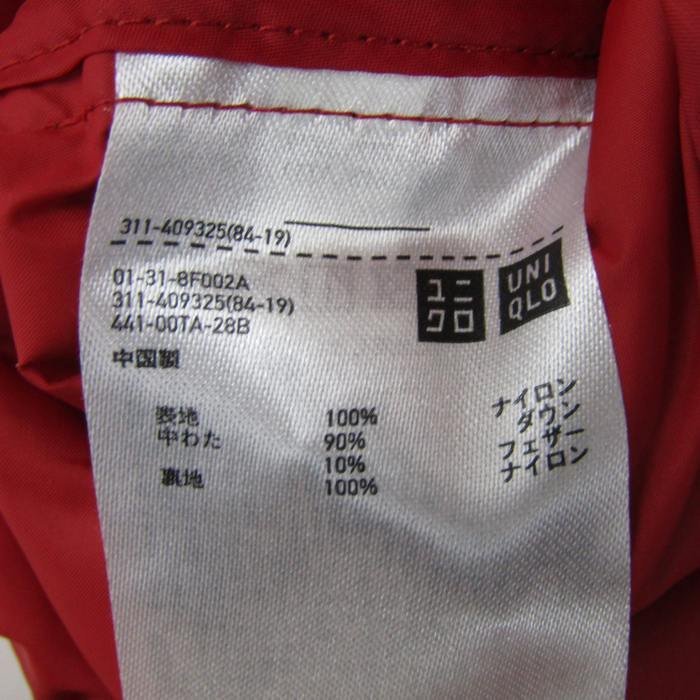 311-409325(84-19)
01-31-8F002A
311-409325(84-19)
441-00TA-28B
ユニ
クロ
UNI
QLO
中国製
表地 100% ナイロン
中わた 90% ダウン
10% フェザー
裏地 100% ナイロン